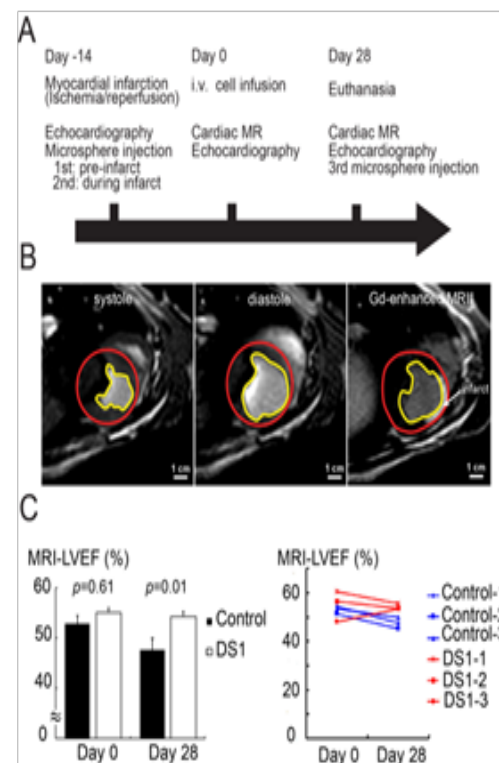 A
Day -14
Day 0
Day 28
Myocardial infarction
(Ischemia/reperfusion)
i.v. cell infusion
Euthanasia
Echocardiography
Microsphere injection
1st: pre-infarct
2nd: during infarct
Cardiac MR
Echocardiography
Cardiac MR
Echocardiography
3rd microsphere injection
B
systole
diastole
Gd-enhanced MRI
infarct
1 cm
1 cm
1 cm
C
MRI-LVEF (%)
60
50
40
0
p=0.61
p=0.01
Control
DS1
Day 0
Day 28
MRI-LVEF (%)
60
40
20
0
Control-
Control-
Control-
DS1-1
DS1-2
DS1-3
Day 0
Day 28